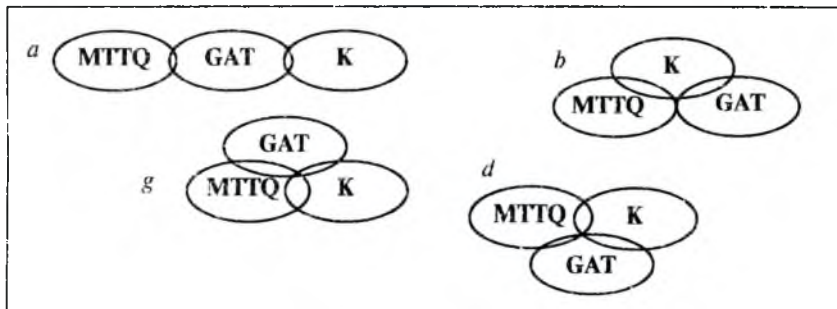 a MTTQ GAT K
b K
MTTQ GAT
g GAT
MTTQ K
d MTTQ K
GAT